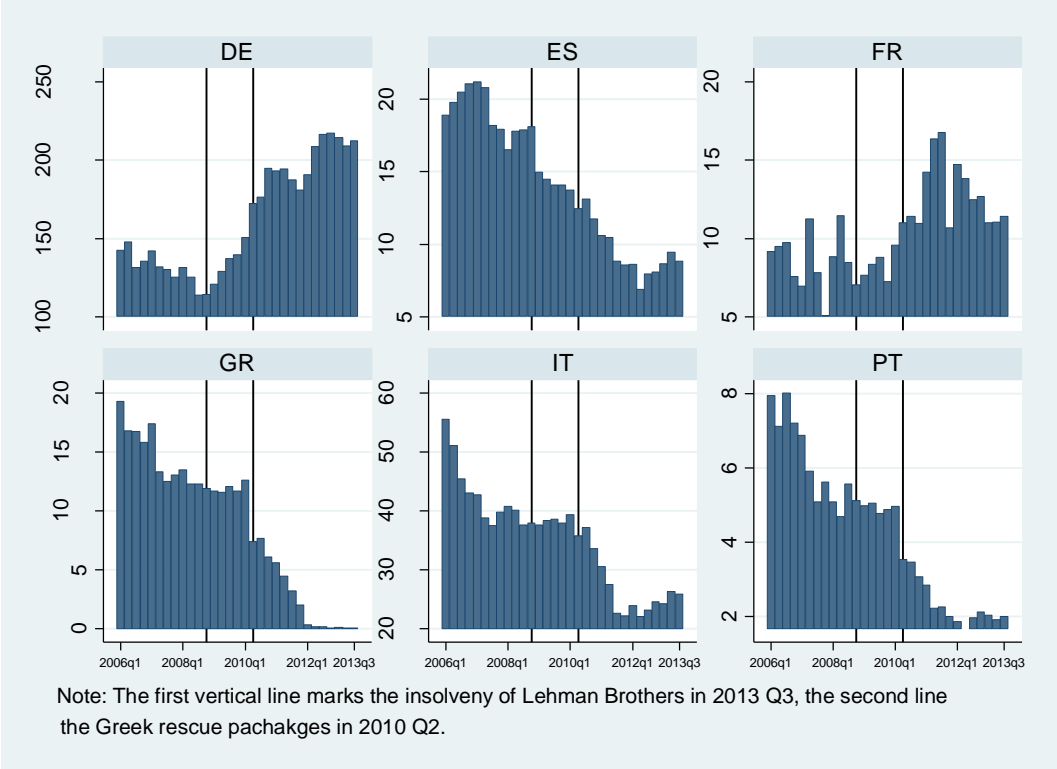 DE
ES
FR
250
200
150
100
20
15
10
5
20
15
10
5
GR
IT
PT
20
15
10
5
0
60
50
40
30
20
8
6
4
2
2006q1 2008q1 2010q1 2012q1 2013q3
2006q1 2008q1 2010q1 2012q1 2013q3
2006q1 2008q1 2010q1 2012q1 2013q3
Note: The first vertical line marks the insolveny of Lehman Brothers in 2013 Q3, the second line
the Greek rescue pachakges in 2010 Q2.